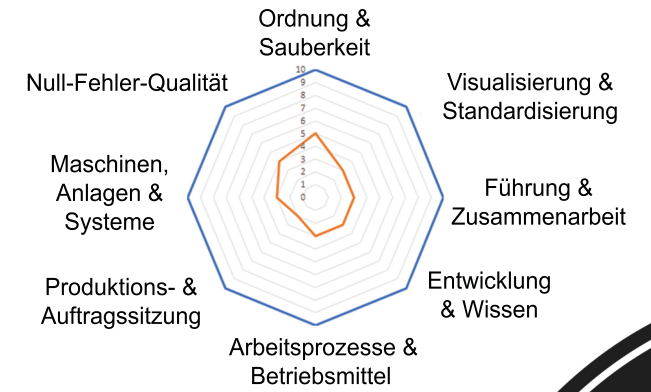 Ordnung &
Sauberkeit
Null-Fehler-Qualität
Visualisierung &
Standardisierung
10
9
8
7
6
5
4
3
2
1
0
Maschinen,
Anlagen &
Systeme
Führung &
Zusammenarbeit
Produktions- &
Auftragssitzung
Entwicklung
& Wissen
Arbeitsprozesse &
Betriebsmittel